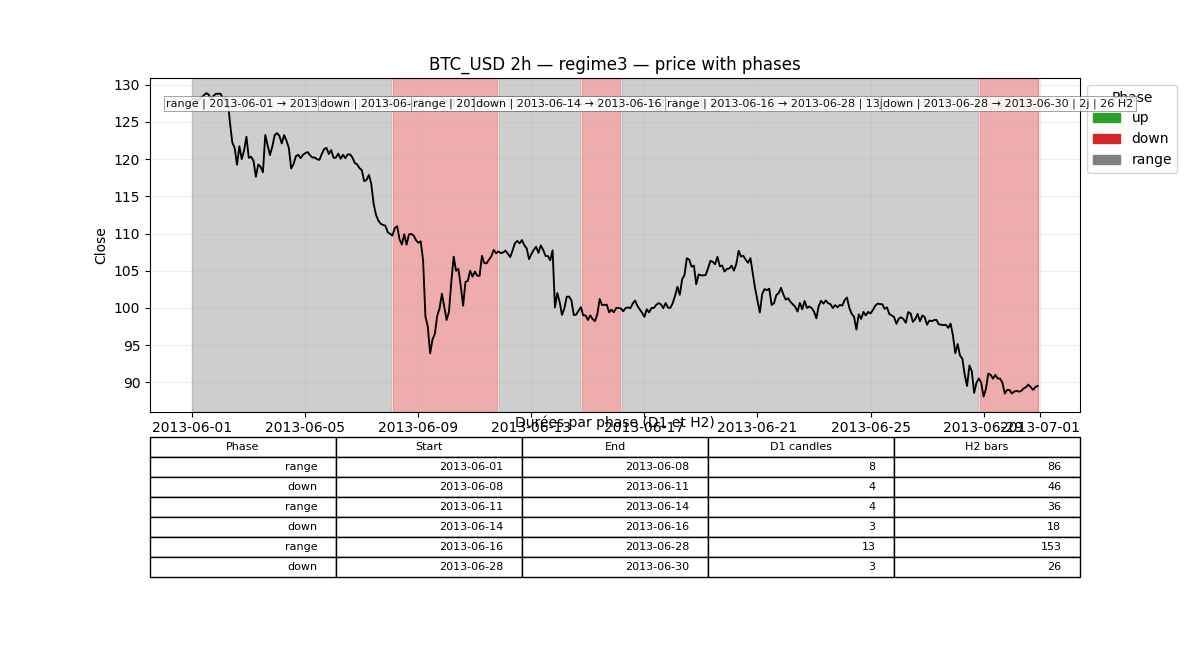 BTC_USD 2h — regime3 — price with phases
130
125
120
115
110
105
100
95
90
Close
range | 2013-06-01 → 2013
down | 2013-06-
range | 201
down | 2013-06-14 → 2013-06-16
range | 2013-06-16 → 2013-06-28 | 13
down | 2013-06-28 → 2013-06-30 | 2j | 26 H2
Phase
up
down
range
2013-06-01
2013-06-05
2013-06-09
2013-06-13
2013-06-17
2013-06-21
2013-06-25
2013-06-29
2013-07-01
Durées par phase (D1 et H2)
Phase Start End D1 candles H2 bars
range 2013-06-01 2013-06-08 8 86
down 2013-06-08 2013-06-11 4 46
range 2013-06-11 2013-06-14 4 36
down 2013-06-14 2013-06-16 3 18
range 2013-06-16 2013-06-28 13 153
down 2013-06-28 2013-06-30 3 26